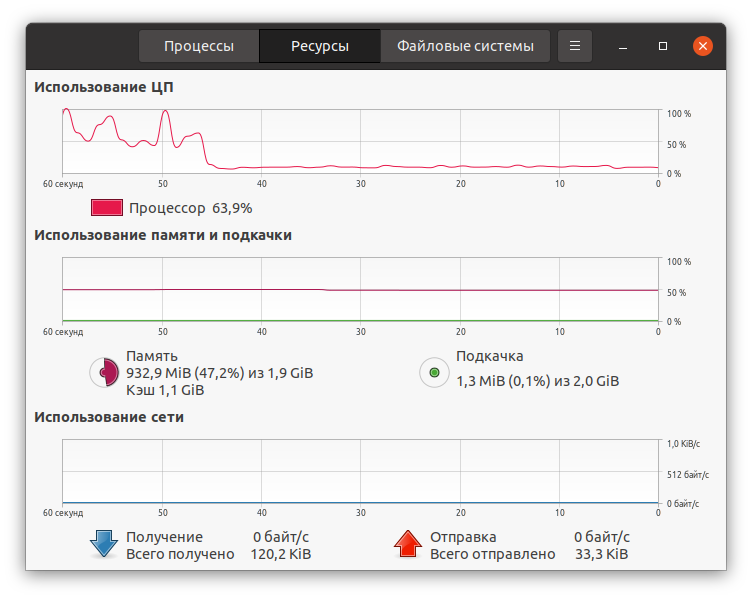 Процессы Ресурсы Файловые системы
Использование ЦП
100 %
50 %
0 %
60 секунд 50 40 30 20 10 0
Процессор 63,9%
Использование памяти и подкачки
100 %
50 %
0 %
60 секунд 50 40 30 20 10 0
Память
932,9 MiB (47,2%) из 1,9 GiB
Кэш 1,1 GiB
Подкачка
1,3 MiB (0,1%) из 2,0 GiB
Использование сети
1,0 KiB/с
512 байт/с
0 байт/с
60 секунд 50 40 30 20 10 0
Получение 0 байт/с
Всего получено 120,2 KiB
Отправка 0 байт/с
Всего отправлено 33,3 KiB